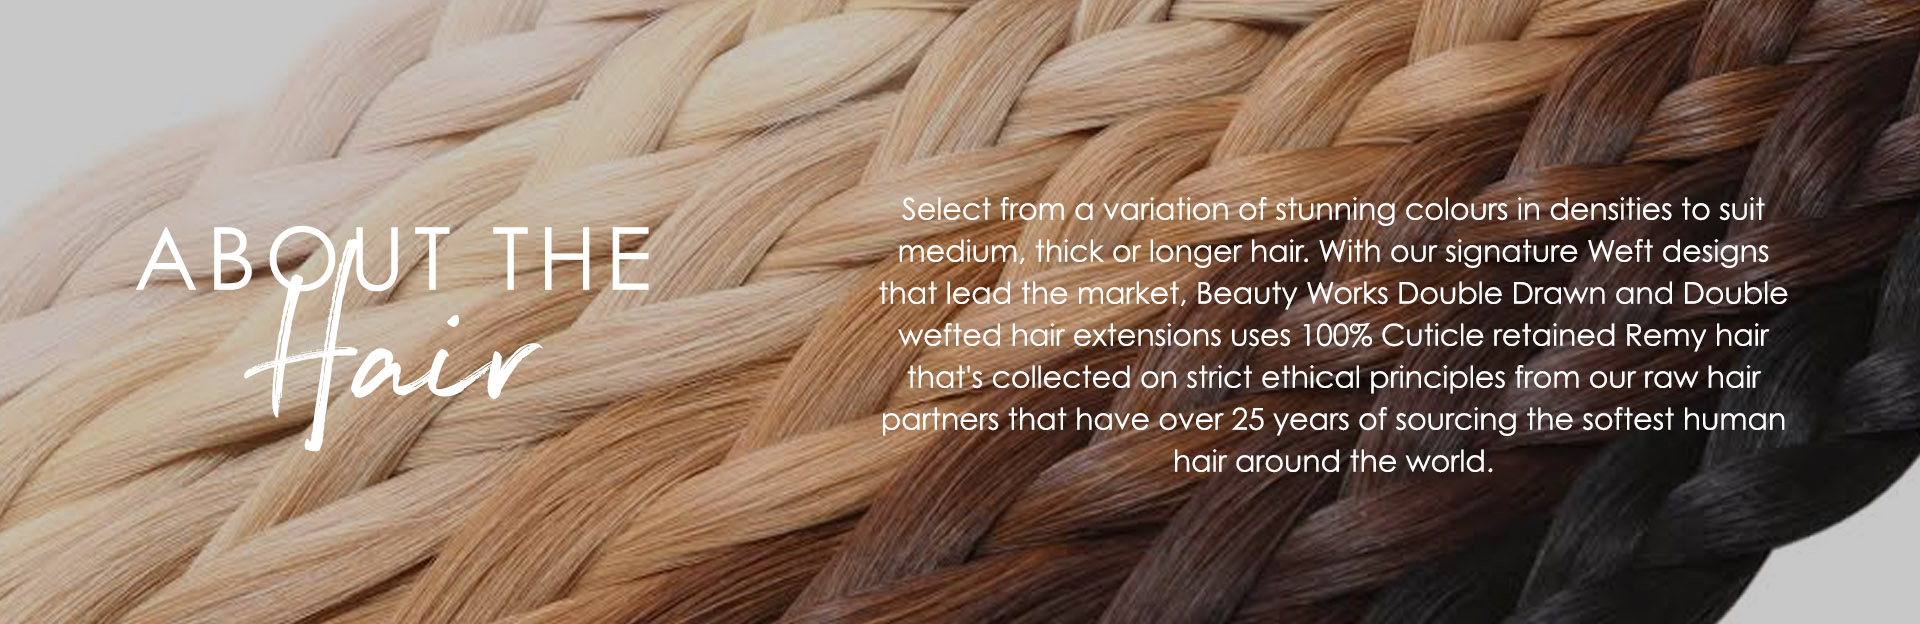 ABOUT THE
Hair
Select from a variation of stunning colours in densities to suit
medium, thick or longer hair. With our signature Weft designs
that lead the market, Beauty Works Double Drawn and Double
wefted hair extensions uses 100% Cuticle retained Remy hair
that's collected on strict ethical principles from our raw hair
partners that have over 25 years of sourcing the softest human
hair around the world.